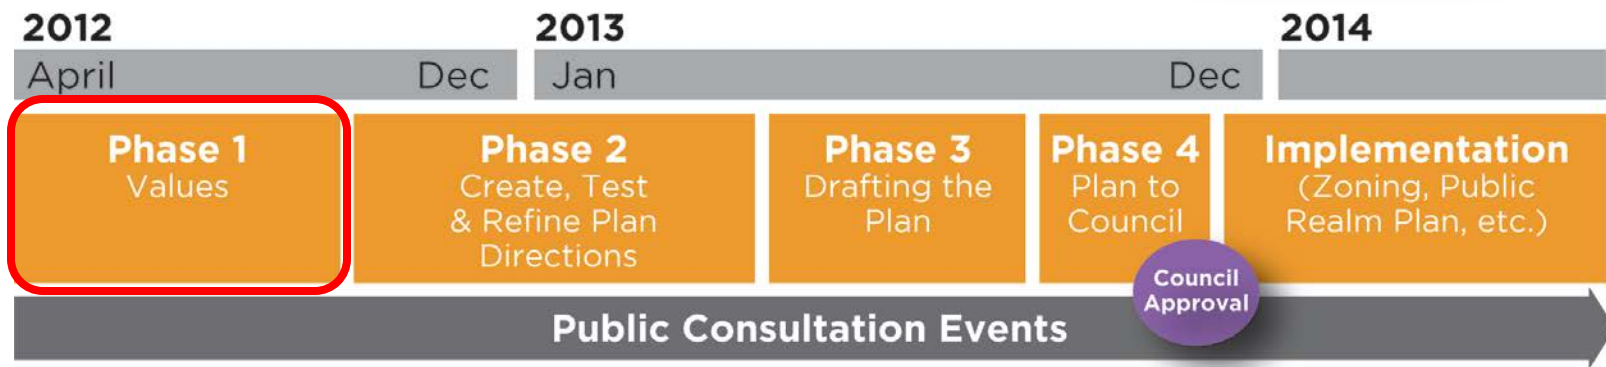 2012
2013
2014
April
Dec
Jan
Dec
Phase 1
Values
Phase 2
Create, Test
& Refine Plan
Directions
Phase 3
Drafting the
Plan
Phase 4
Plan to
Council
Implementation
(Zoning, Public
Realm Plan, etc.)
Council
Approval
Public Consultation Events